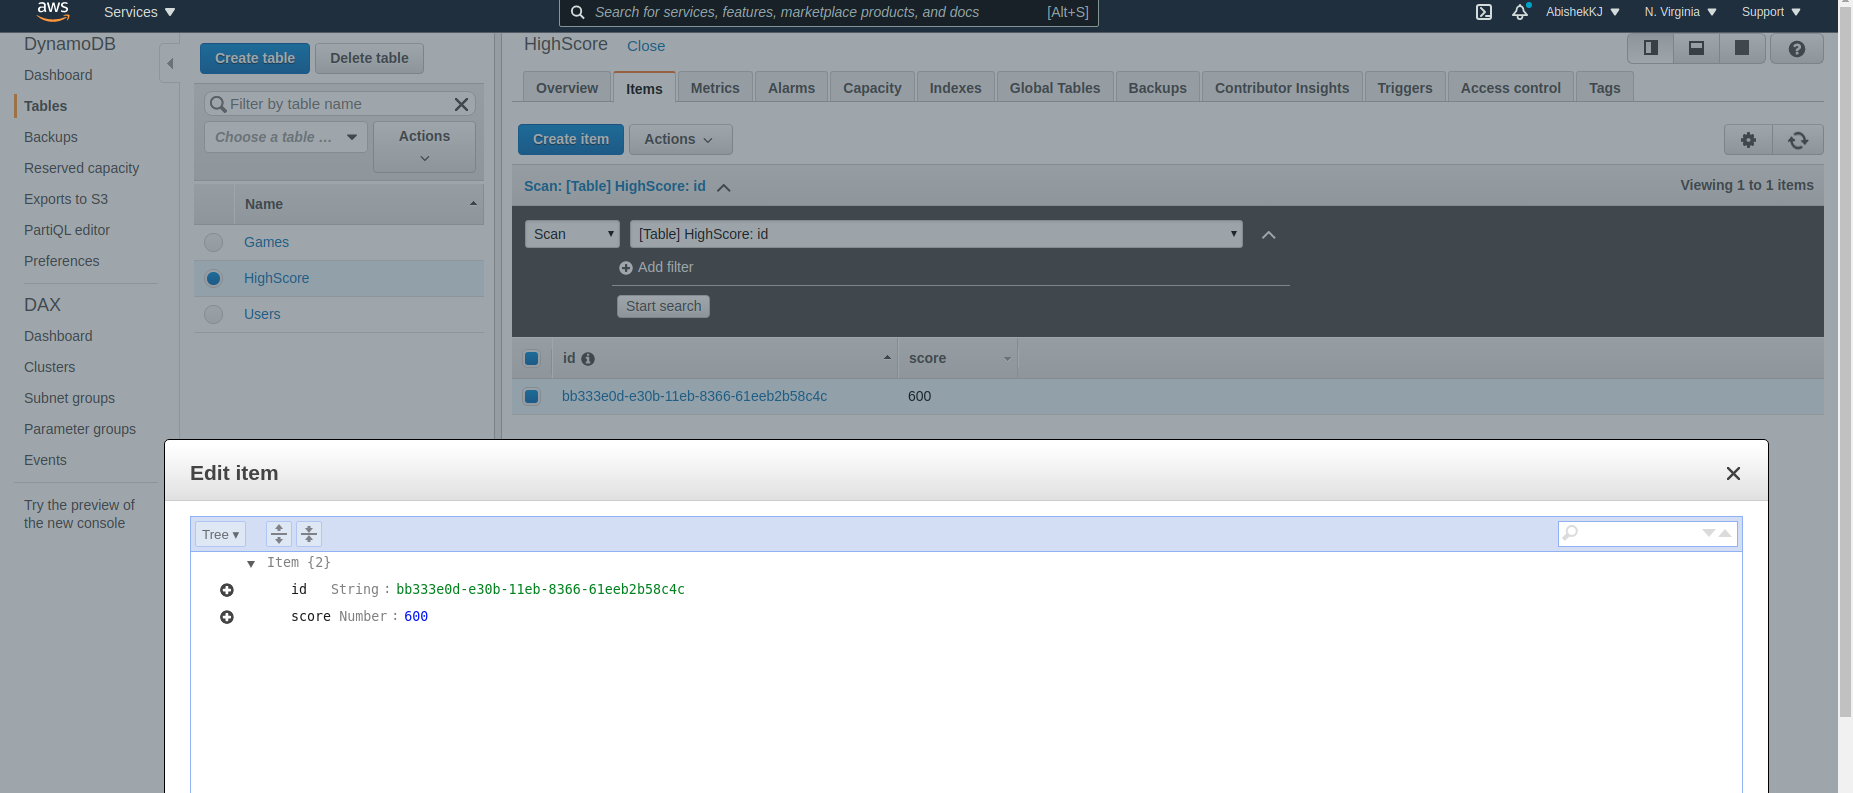 aws
Services
Search for services, features, marketplace products, and docs
[Alt+S]
AbishekKJ
N. Virginia
Support
DynamoDB
Dashboard
Tables
Backups
Reserved capacity
Exports to S3
PartiQL editor
Preferences
DAX
Dashboard
Clusters
Subnet groups
Parameter groups
Events
Try the preview of
the new console
Create table
Delete table
Filter by table name
Choose a table ...
Actions
Name
Games
HighScore
Users
HighScore Close
Overview Items Metrics Alarms Capacity Indexes Global Tables Backups Contributor Insights Triggers Access control Tags
Create item
Actions
Scan: [Table] HighScore: id
Viewing 1 to 1 items
Scan
[Table] HighScore: id
Add filter
Start search
id score
bb333e0d-e30b-11eb-8366-61eeb2b58c4c 600
Edit item
Tree
Item {2}
id String : bb333e0d-e30b-11eb-8366-61eeb2b58c4c
score Number : 600